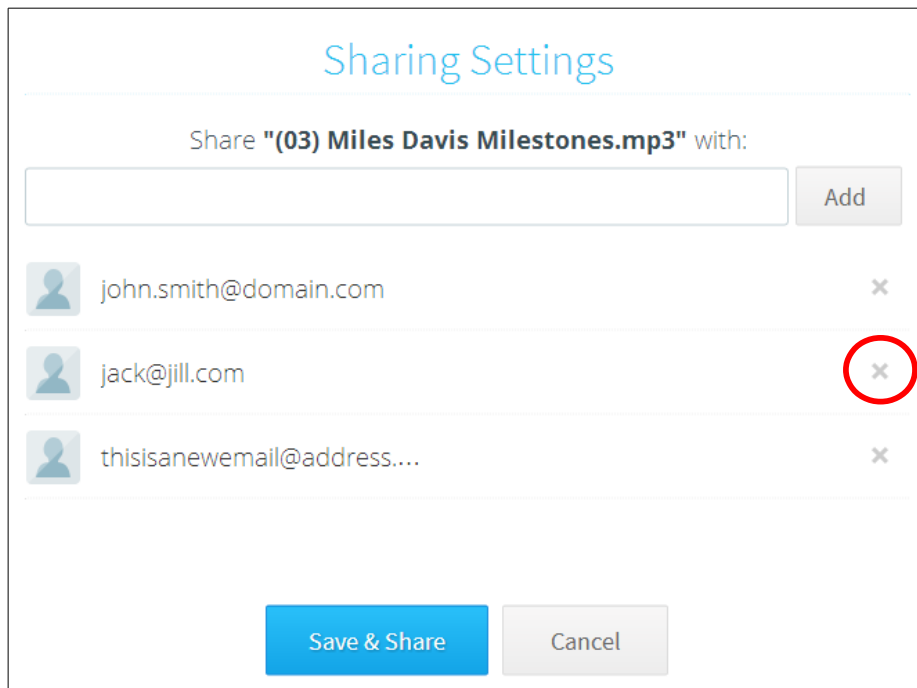 Sharing Settings
Share "(03) Miles Davis Milestones.mp3" with:
Add
john.smith@domain.com
jack@jill.com
thisisanewemail@address....
Save & Share
Cancel